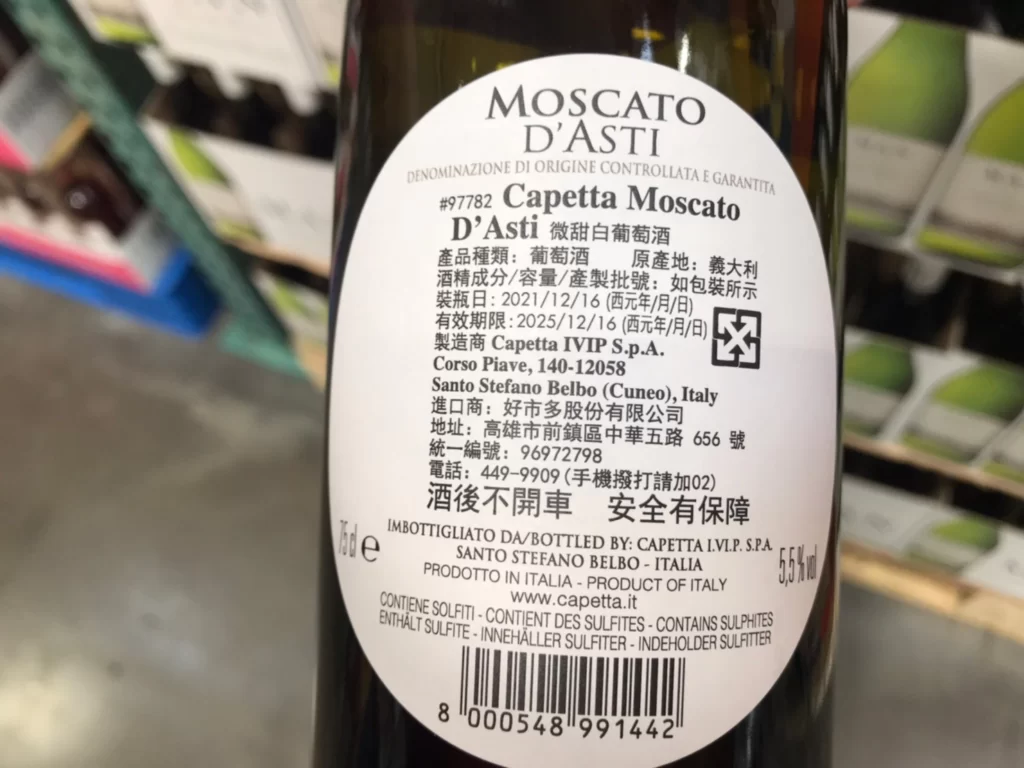 MOSCATO
D'ASTI
DENOMINAZIONE DI ORIGINE CONTROLLATA E GARANTITA
#97782 Capetta Moscato
D'Asti 微甜白葡萄酒
產品種類：葡萄酒 原產地：義大利
酒精成分/容量/產製批號：如包裝所示
裝瓶日：2021/12/16 (西元年/月/日)
有效期限：2025/12/16 (西元年/月/日)
製造商 Capetta IVIP S.p.A.
Corso Piave, 140-12058
Santo Stefano Belbo (Cuneo), Italy
進口商：好市多股份有限公司
地址：高雄市前鎮區中華五路 656 號
統一編號：96972798
電話：449-9909 (手機撥打請加02)
酒後不開車 安全有保障
75 cl e
IMBOTTIGLIATO DA/BOTTLED BY: CAPETTA I.VI.P. S.P.A.
SANTO STEFANO BELBO - ITALIA
5,5 % vol
PRODOTTO IN ITALIA - PRODUCT OF ITALY
www.capetta.it
CONTIENE SOLFITI - CONTIENT DES SULFITES - CONTAINS SULPHITES
ENTHÄLT SULFITE - INNEHÅLLER SULFITER - INDEHOLDER SULFITTER
8 000548 991442